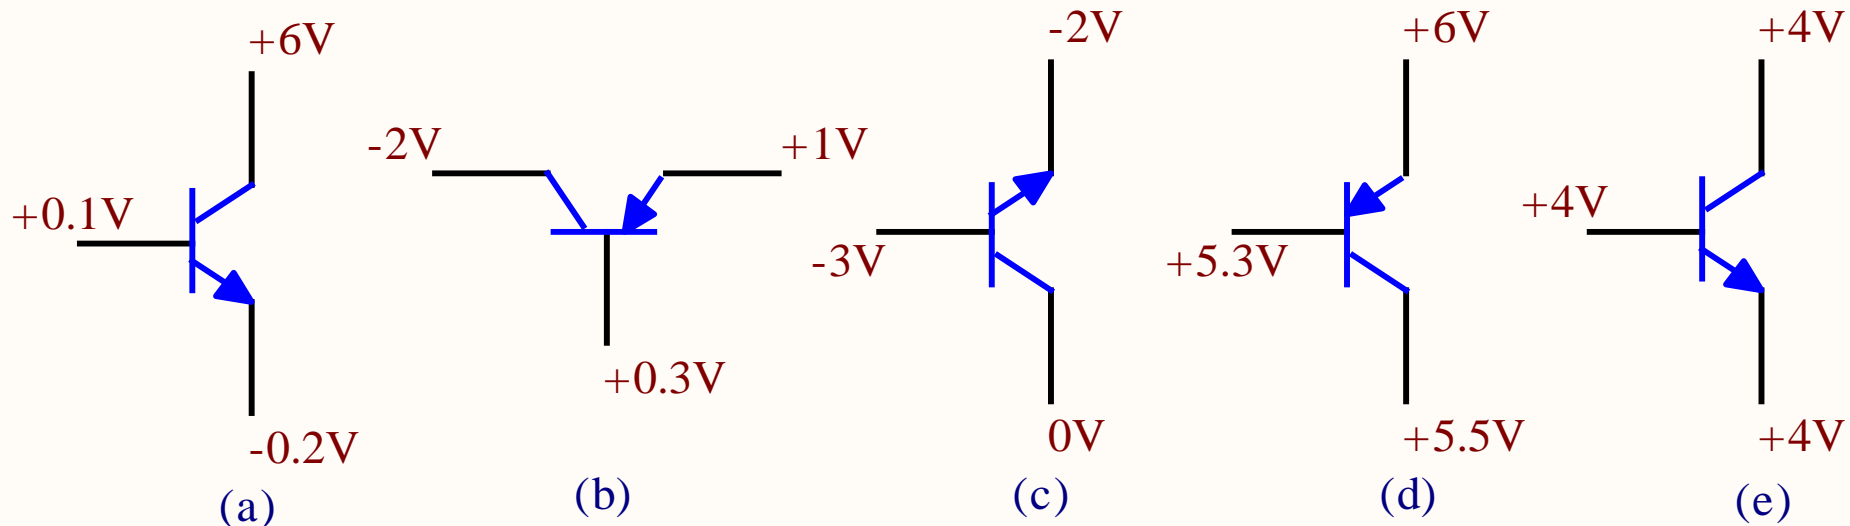 +6V
+0.1V
-0.2V
(a)
-2V
+1V
+0.3V
(b)
-2V
-3V
0V
(c)
+6V
+5.3V
+5.5V
(d)
+4V
+4V
+4V
(e)